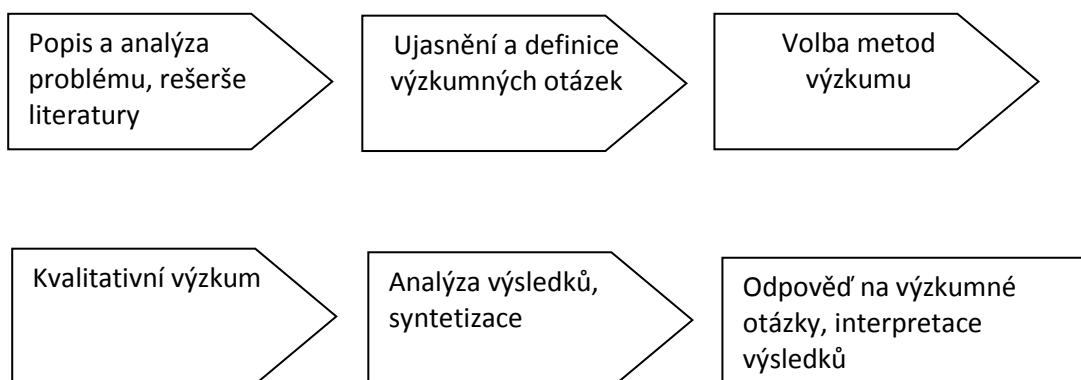 Popis a analýza
problému, rešerše
literatury
Ujasnění a definice
výzkumných otázek
Volba metod
výzkumu
Kvalitativní výzkum
Analýza výsledků,
syntetizace
Odpověď na výzkumné
otázky, interpretace
výsledků